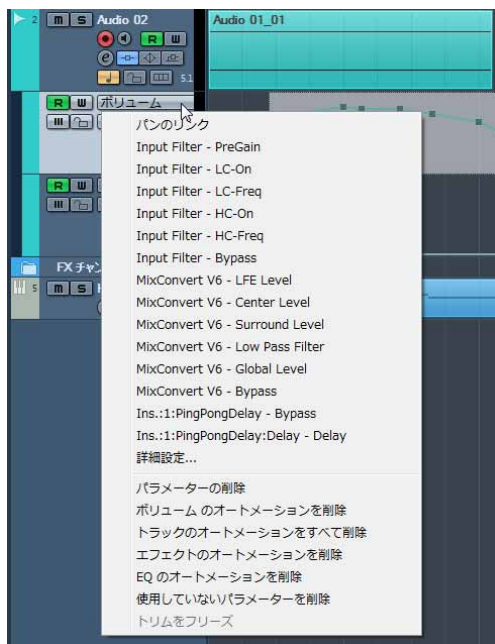 2 m S Audio 02
Audio 01_01
R W
e
5.1
R W ボリューム
パンのリンク
Input Filter - PreGain
Input Filter - LC-On
Input Filter - LC-Freq
Input Filter - HC-On
Input Filter - HC-Freq
Input Filter - Bypass
MixConvert V6 - LFE Level
MixConvert V6 - Center Level
MixConvert V6 - Surround Level
MixConvert V6 - Low Pass Filter
MixConvert V6 - Global Level
MixConvert V6 - Bypass
Ins.:1:PingPongDelay - Bypass
Ins.:1:PingPongDelay:Delay - Delay
詳細設定...
パラメーターの削除
ボリューム のオートメーションを削除
トラックのオートメーションをすべて削除
エフェクトのオートメーションを削除
EQ のオートメーションを削除
使用していないパラメーターを削除
トリムをフリーズ
R W
FX チャン
5 m S